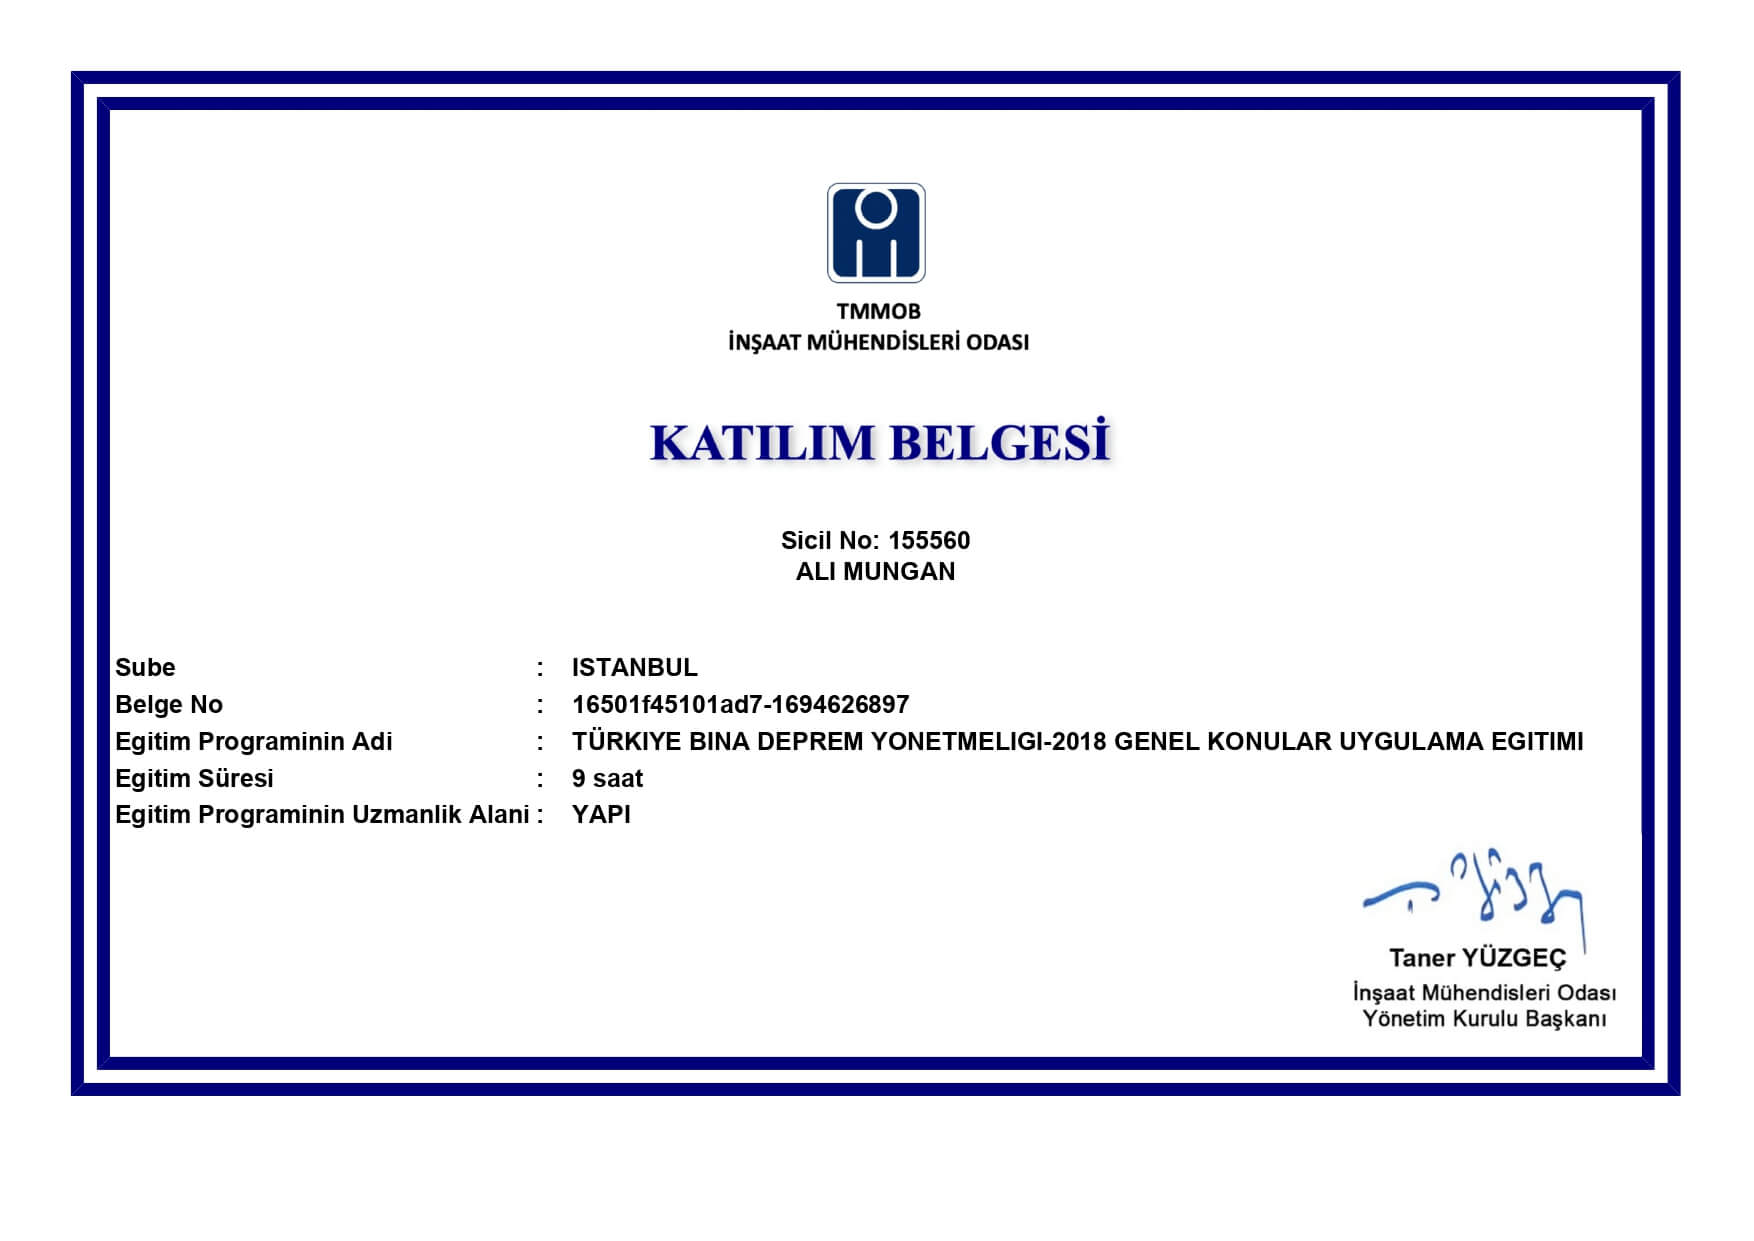 TMMOB
İNŞAAT MÜHENDİSLERİ ODASI
KATILIM BELGESİ
Sicil No: 155560
ALI MUNGAN
Sube : ISTANBUL
Belge No : 16501f45101ad7-1694626897
Egitim Programinin Adi : TÜRKIYE BINA DEPREM YONETMELIGI-2018 GENEL KONULAR UYGULAMA EGITIMI
Egitim Süresi : 9 saat
Egitim Programinin Uzmanlik Alani : YAPI
Taner YÜZGEÇ
İnşaat Mühendisleri Odası
Yönetim Kurulu Başkanı